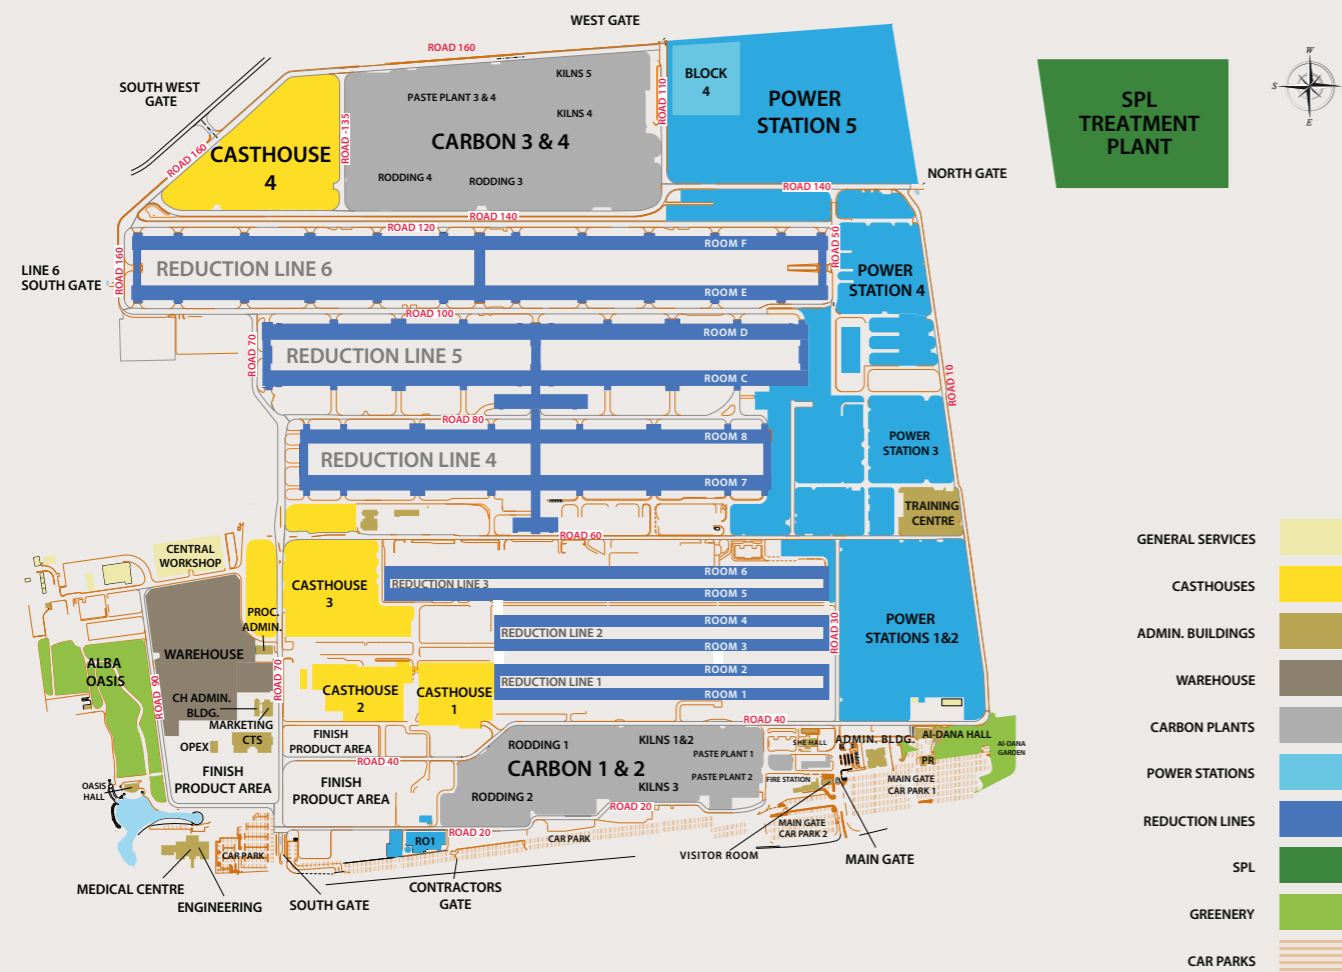 WEST GATE
ROAD 160
SOUTH WEST
GATE
KILNS 5
PASTE PLANT 3 & 4
KILNS 4
CARBON 3 & 4
RODDING 4
RODDING 3
ROAD 110
ROAD -135
ROAD 160
CASTHOUSE
4
BLOCK
4
POWER
STATION 5
SPL
TREATMENT
PLANT
W
S
E
NORTH GATE
ROAD 140
ROAD 140
ROAD 120
ROAD 160
ROAD 50
ROOM F
REDUCTION LINE 6
ROOM E
LINE 6
SOUTH GATE
POWER
STATION 4
ROAD 100
ROAD 70
ROOM D
REDUCTION LINE 5
ROOM C
ROAD 10
ROAD 80
ROOM 8
REDUCTION LINE 4
ROOM 7
POWER
STATION 3
TRAINING
CENTRE
ROAD 60
CENTRAL
WORKSHOP
CASTHOUSE
3
ROOM 6
REDUCTION LINE 3
ROOM 5
ROOM 4
REDUCTION LINE 2
ROOM 3
ROOM 2
REDUCTION LINE 1
ROOM 1
ROAD 30
POWER
STATIONS 1&2
PROC.
ADMIN.
WAREHOUSE
ALBA
OASIS
ROAD 90
ROAD 70
CH ADMIN.
BLDG.
MARKETING
CTS
OPEX
CASTHOUSE
2
CASTHOUSE
1
FINISH
PRODUCT AREA
ROAD 40
ROAD 40
FINISH
PRODUCT AREA
FINISH
PRODUCT AREA
RODDING 1
KILNS 1&2
PASTE PLANT 1
CARBON 1 & 2
PASTE PLANT 2
KILNS 3
RODDING 2
ROAD 20
ROAD 20
SHE HALL
ADMIN. BLDG.
AI-DANA HALL
AI-DANA
GARDEN
PR
FIRE STATION
MAIN GATE
CAR PARK 1
MAIN GATE
CAR PARK 2
OASIS
HALL
CAR PARK
RO1
CAR PARK
VISITOR ROOM
MAIN GATE
MEDICAL CENTRE
ENGINEERING
SOUTH GATE
CONTRACTORS
GATE
GENERAL SERVICES
CASTHOUSES
ADMIN. BUILDINGS
WAREHOUSE
CARBON PLANTS
POWER STATIONS
REDUCTION LINES
SPL
GREENERY
CAR PARKS